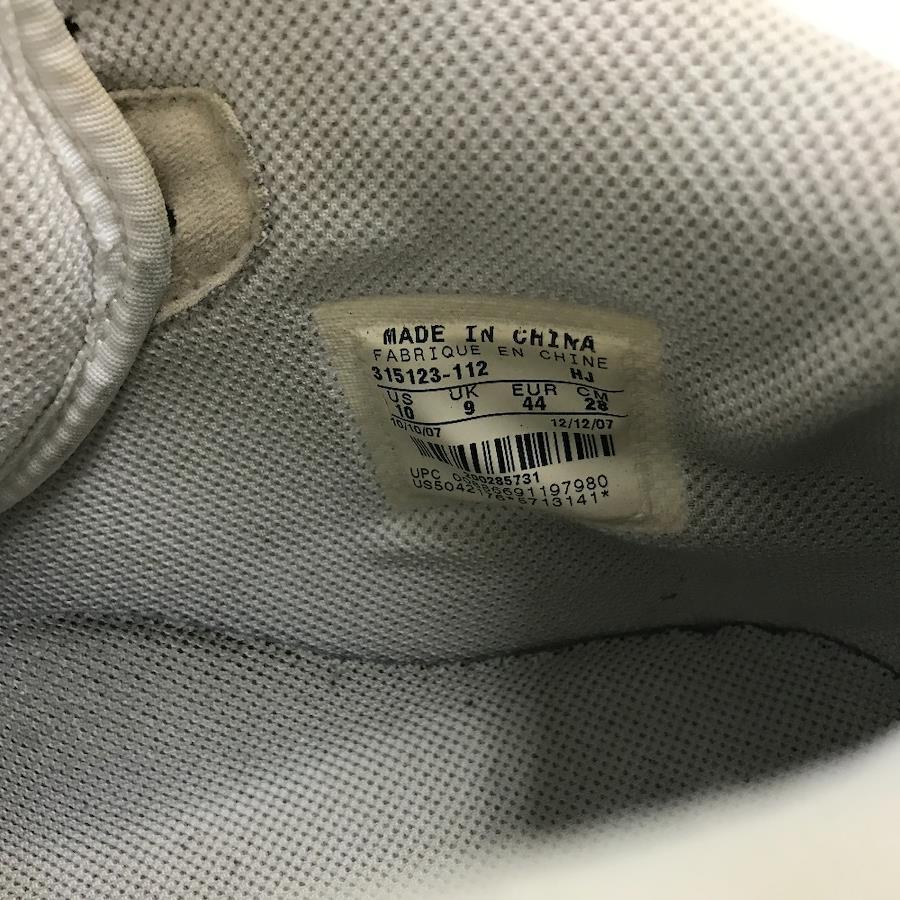 MADE IN CHINA
FABRIQUE EN CHINE
315123-112 HJ
US UK EUR CM
10 9 44 28
10/10/07 12/12/07
UPC